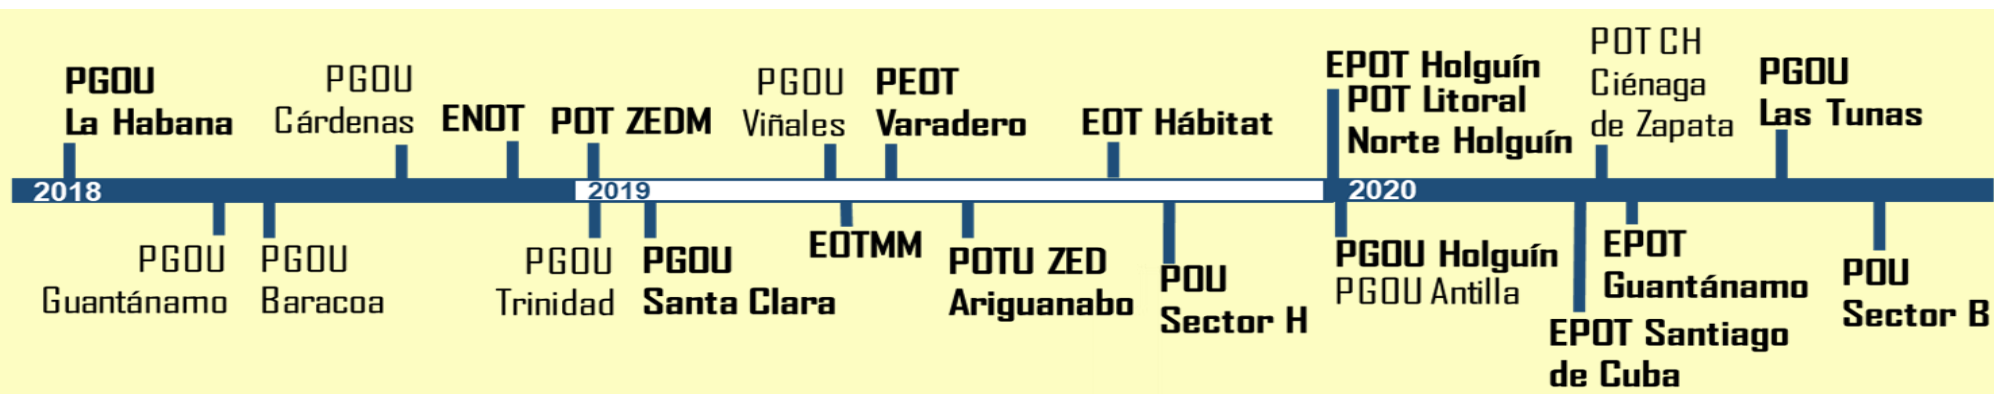 PGOU
La Habana
PGOU
Cárdenas
ENOT
POT ZEDM
PGOU
Viñales
PEOT
Varadero
EOT Hábitat
EPOT Holguín
POT Litoral
Norte Holguín
POT CH
Ciénaga
de Zapata
PGOU
Las Tunas
2018
2019
2020
PGOU
Guantánamo
PGOU
Baracoa
PGOU
Trinidad
PGOU
Santa Clara
EOTMM
POTU ZED
Ariguanabo
POU
Sector H
PGOU Holguín
PGOU Antilla
EPOT Santiago
de Cuba
EPOT
Guantánamo
POU
Sector B